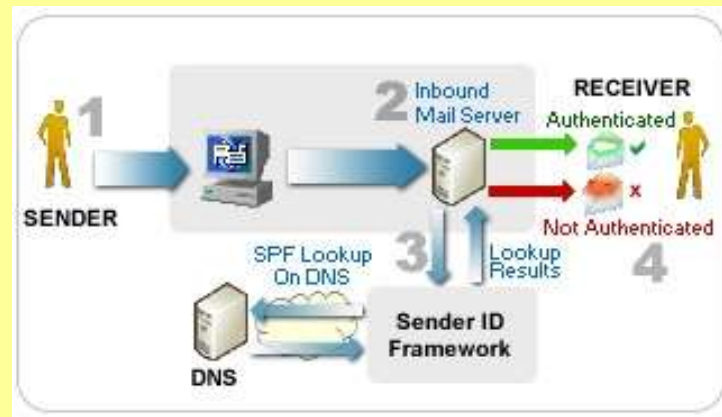 1
2
Inbound
Mail Server
RECEIVER
Authenticated
SENDER
Not Authenticated
SPF Lookup
On DNS
3
Lookup
Results
4
Sender ID
Framework
DNS